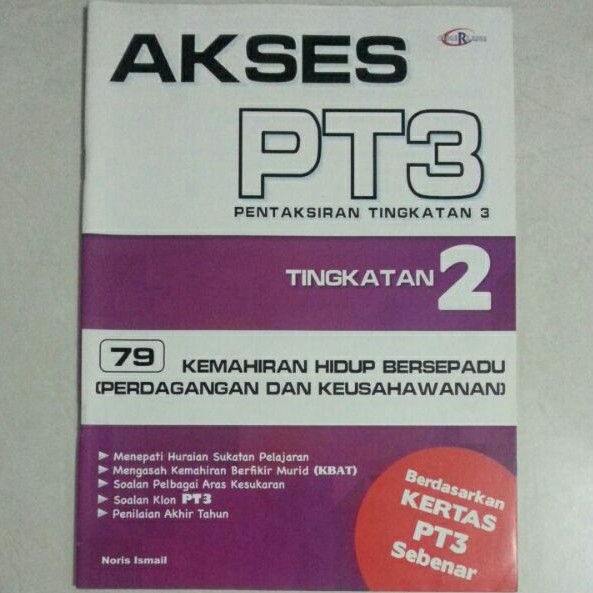 AKSES
PT3
PENTAKSIRAN TINGKATAN 3
TINGKATAN 2
79 KEMAHIRAN HIDUP BERSEPADU
(PERDAGANGAN DAN KEUSAHAWANAN)
Menepati Huraian Sukatan Pelajaran
Mengasah Kemahiran Berfikir Murid (KBAT)
Soalan Pelbagai Aras Kesukaran
Soalan Klon PT3
Penilaian Akhir Tahun
Berdasarkan
KERTAS
PT3
Sebenar
Noris Ismail